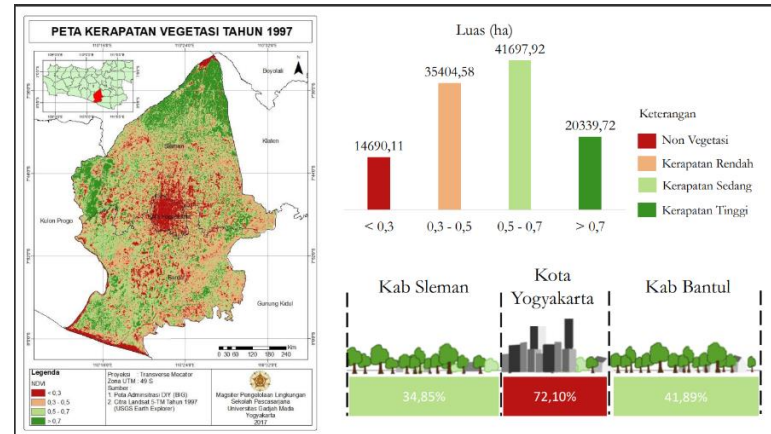 PETA KERAPATAN VEGETASI TAHUN 1997
Boyolali
Klaten
Sleman
Kulon Progo
Bantul
Gunung Kidul
Km
Legenda
NDVI
< 0,3
0,3 - 0,5
0,5 - 0,7
> 0,7
Proyeksi : Transverse Mecator
Zona UTM : 49 S
Sumber
1. Peta Administrasi DIY (BIG)
2. Citra Landsat 5-TM Tahun 1997
(USGS Earth Explorer)
Magister Pengelolaan Lingkungan
Sekolah Pascasarjana
Universitas Gadjah Mada
Yogyakarta
2017
Luas (ha)
14690,11
35404,58
41697,92
20339,72
< 0,3
0,3 - 0,5
0,5 - 0,7
> 0,7
Keterangan
Non Vegetasi
Kerapatan Rendah
Kerapatan Sedang
Kerapatan Tinggi
Kab Sleman
Kota
Yogyakarta
Kab Bantul
34,85%
72,10%
41,89%